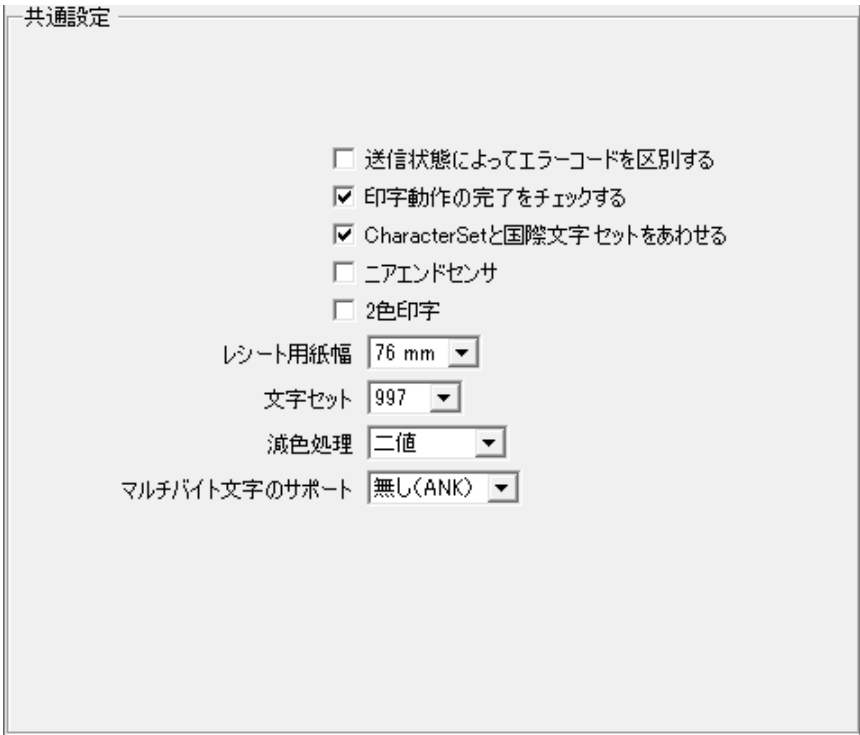 共通設定
送信状態によってエラーコードを区別する
印字動作の完了をチェックする
CharacterSetと国際文字セットをあわせる
ニアエンドセンサ
2色印字
レシート用紙幅 76 mm
文字セット 997
減色処理 二値
マルチバイト文字のサポート 無し(ANK)